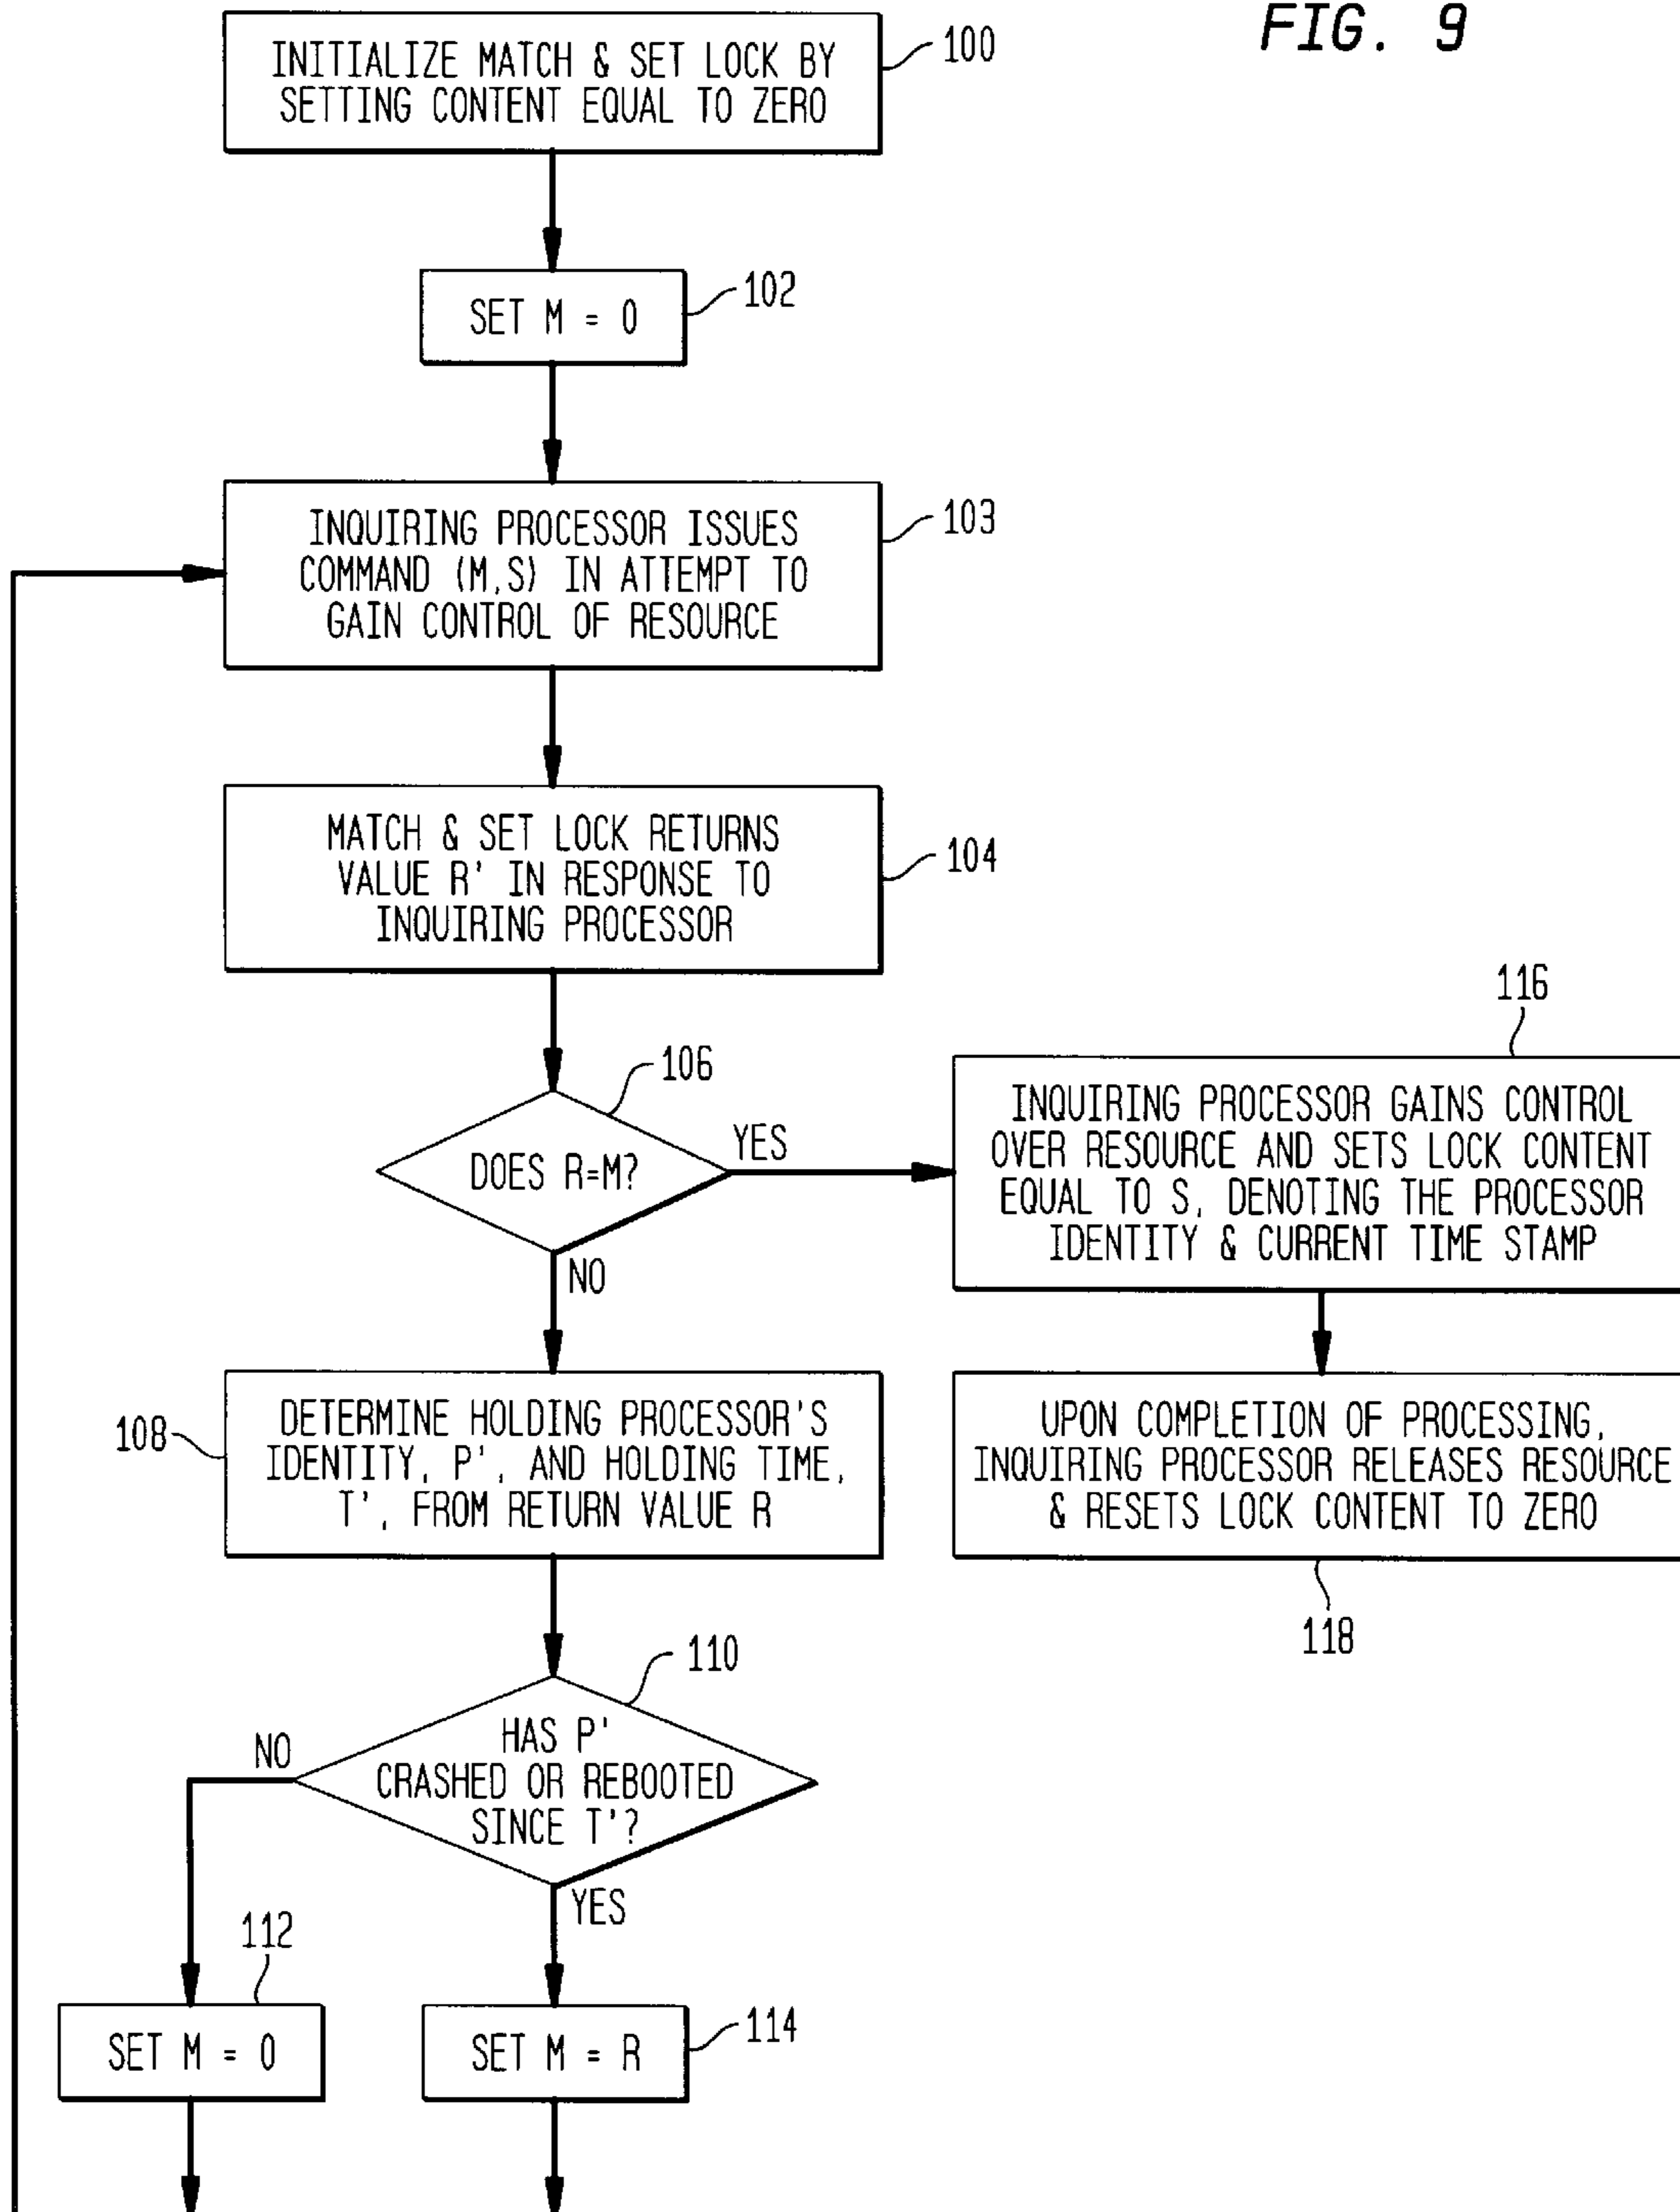 FIG. 9
INITIALIZE MATCH & SET LOCK BY
SETTING CONTENT EQUAL TO ZERO
100
SET M = 0
102
INQUIRING PROCESSOR ISSUES
COMMAND (M,S) IN ATTEMPT TO
GAIN CONTROL OF RESOURCE
103
MATCH & SET LOCK RETURNS
VALUE R' IN RESPONSE TO
INQUIRING PROCESSOR
104
106
DOES R=M?
YES
NO
116
INQUIRING PROCESSOR GAINS CONTROL
OVER RESOURCE AND SETS LOCK CONTENT
EQUAL TO S, DENOTING THE PROCESSOR
IDENTITY & CURRENT TIME STAMP
108
DETERMINE HOLDING PROCESSOR'S
IDENTITY, P', AND HOLDING TIME,
T', FROM RETURN VALUE R
UPON COMPLETION OF PROCESSING,
INQUIRING PROCESSOR RELEASES RESOURCE
& RESETS LOCK CONTENT TO ZERO
118
110
HAS P'
CRASHED OR REBOOTED
SINCE T'?
NO
YES
112
SET M = 0
SET M = R
114